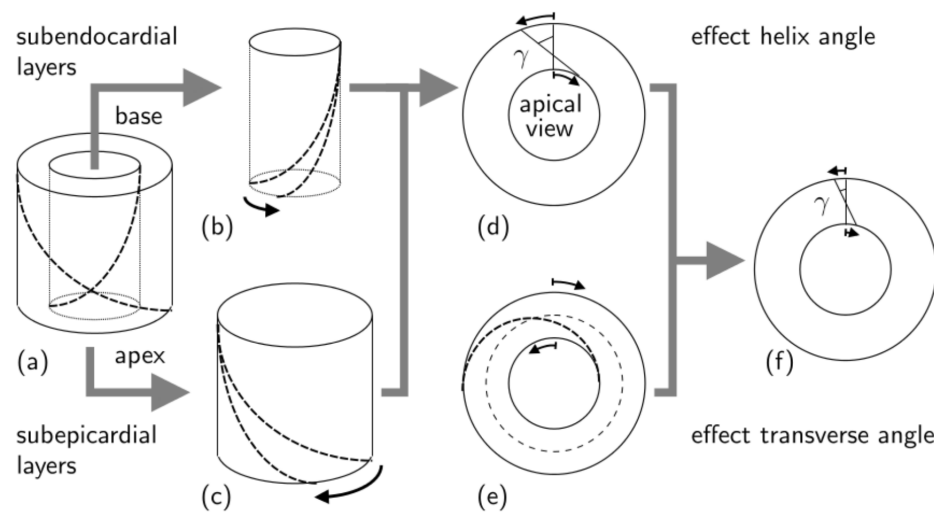 subendocardial
layers
base
(a)
apex
subepicardial
layers
(b)
(c)
γ
apical
view
(d)
(e)
effect helix angle
γ
(f)
effect transverse angle